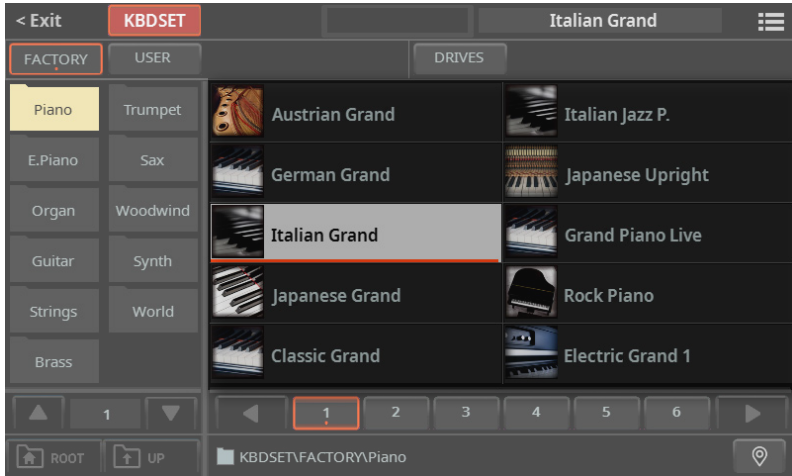 < Exit KBDSET Italian Grand
FACTORY USER DRIVES
Piano Trumpet
E.Piano Sax
Organ Woodwind
Guitar Synth
Strings World
Brass
Austrian Grand Italian Jazz P.
German Grand Japanese Upright
Italian Grand Grand Piano Live
Japanese Grand Rock Piano
Classic Grand Electric Grand 1
1
1 2 3 4 5 6
ROOT UP
KBDSET\FACTORY\Piano